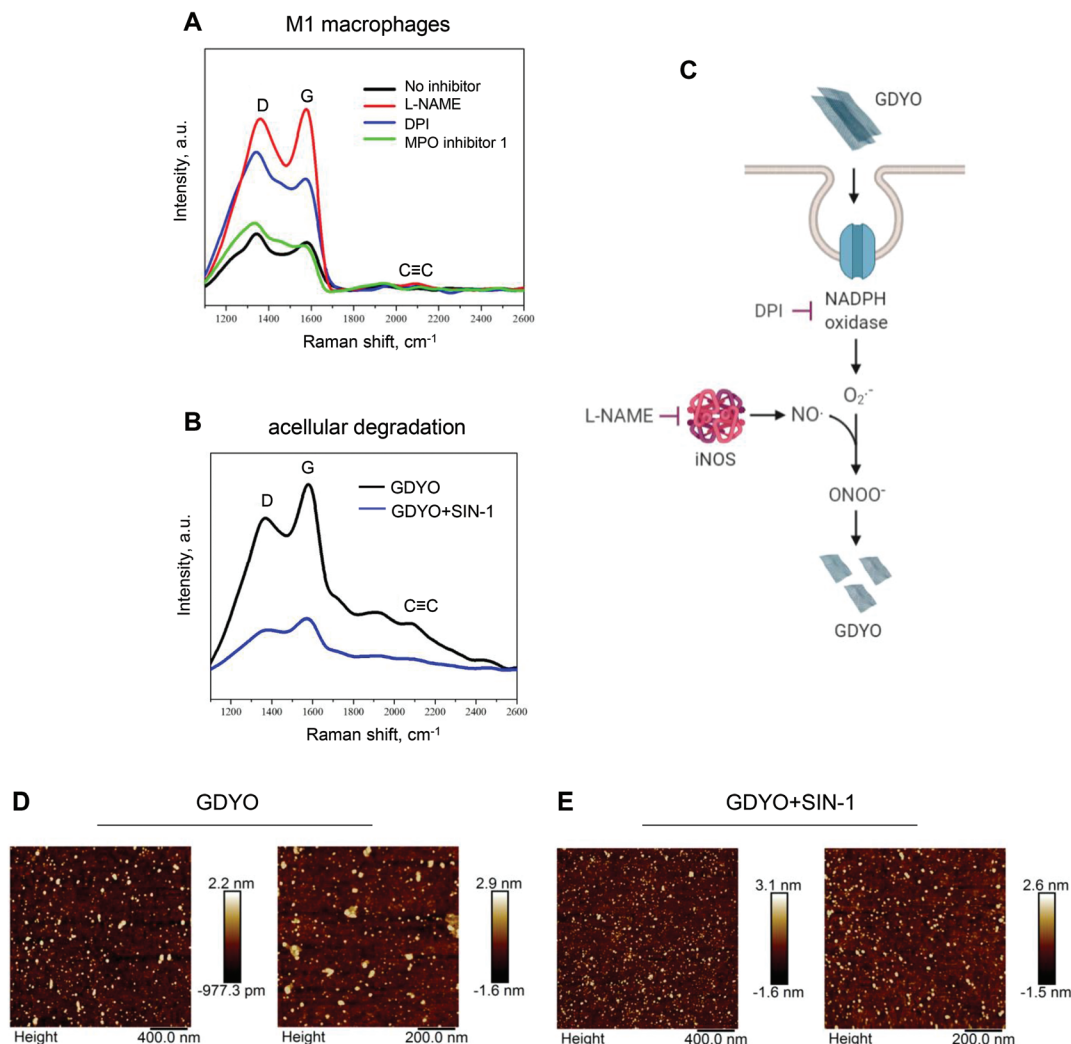 A
M1 macrophages
D
G
No inhibitor
L-NAME
DPI
MPO inhibitor 1
C≡C
Intensity, a.u.
1200 1400 1600 1800 2000 2200 2400 2600
Raman shift, cm-1
B
acellular degradation
D
G
GDYO
GDYO+SIN-1
C≡C
Intensity, a.u.
1200 1400 1600 1800 2000 2200 2400 2600
Raman shift, cm-1
C
GDYO
DPI
NADPH
oxidase
O2·-
L-NAME
iNOS
NO·
ONOO-
GDYO
D
GDYO
2.2 nm
-977.3 pm
Height
400.0 nm
2.9 nm
-1.6 nm
Height
200.0 nm
E
GDYO+SIN-1
3.1 nm
-1.6 nm
Height
400.0 nm
2.6 nm
-1.5 nm
Height
200.0 nm